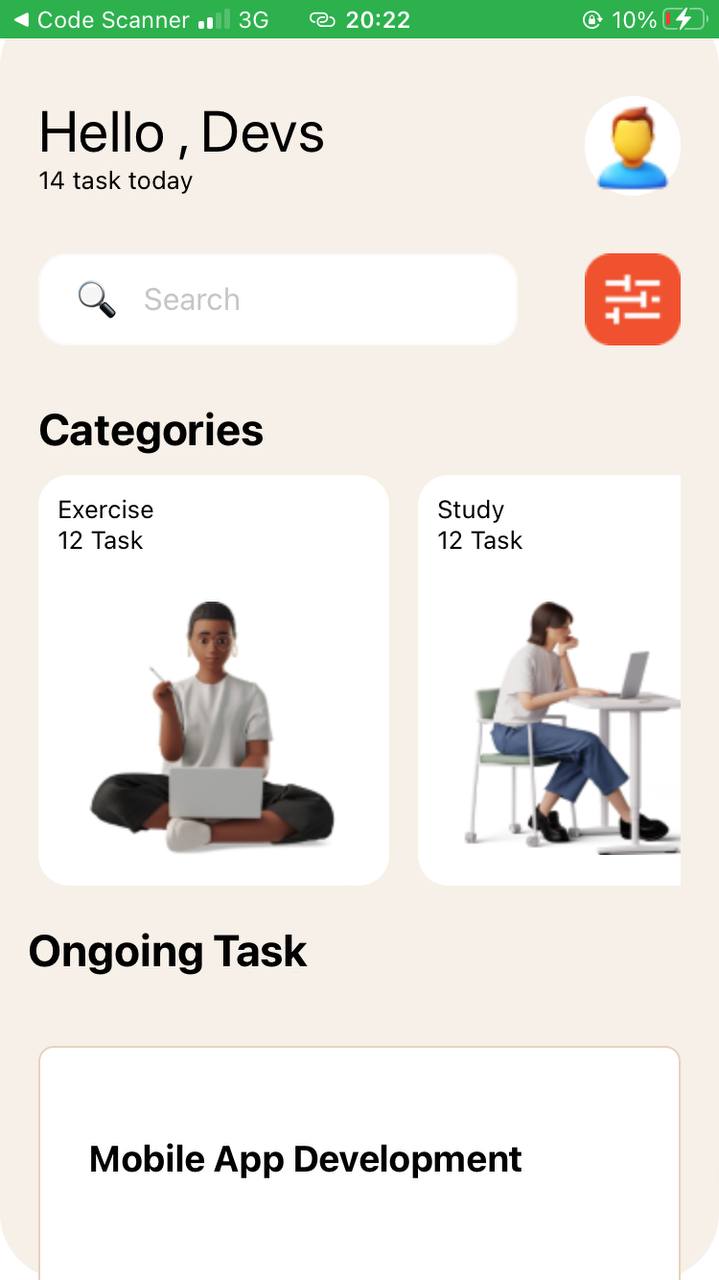 Code Scanner 3G 20:22 10%
Hello , Devs
14 task today
Search
Categories
Exercise
12 Task
Study
12 Task
Ongoing Task
Mobile App Development